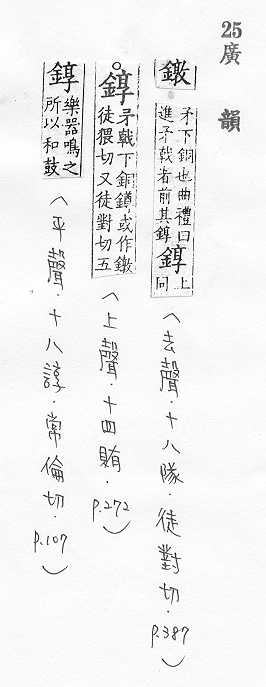 25廣韻
鐓 矛下銅也曲禮曰
進矛戟者前其鐓 錞 上同
(去聲.十八隊.徒對切.P.387)
錞 矛戟下銅鐏或作鐓
徒猥切又徒對切五
(上聲.十四賄.P.272)
錞 樂器鳴之
所以和鼓
(平聲.十八諄.常倫切.P.107)